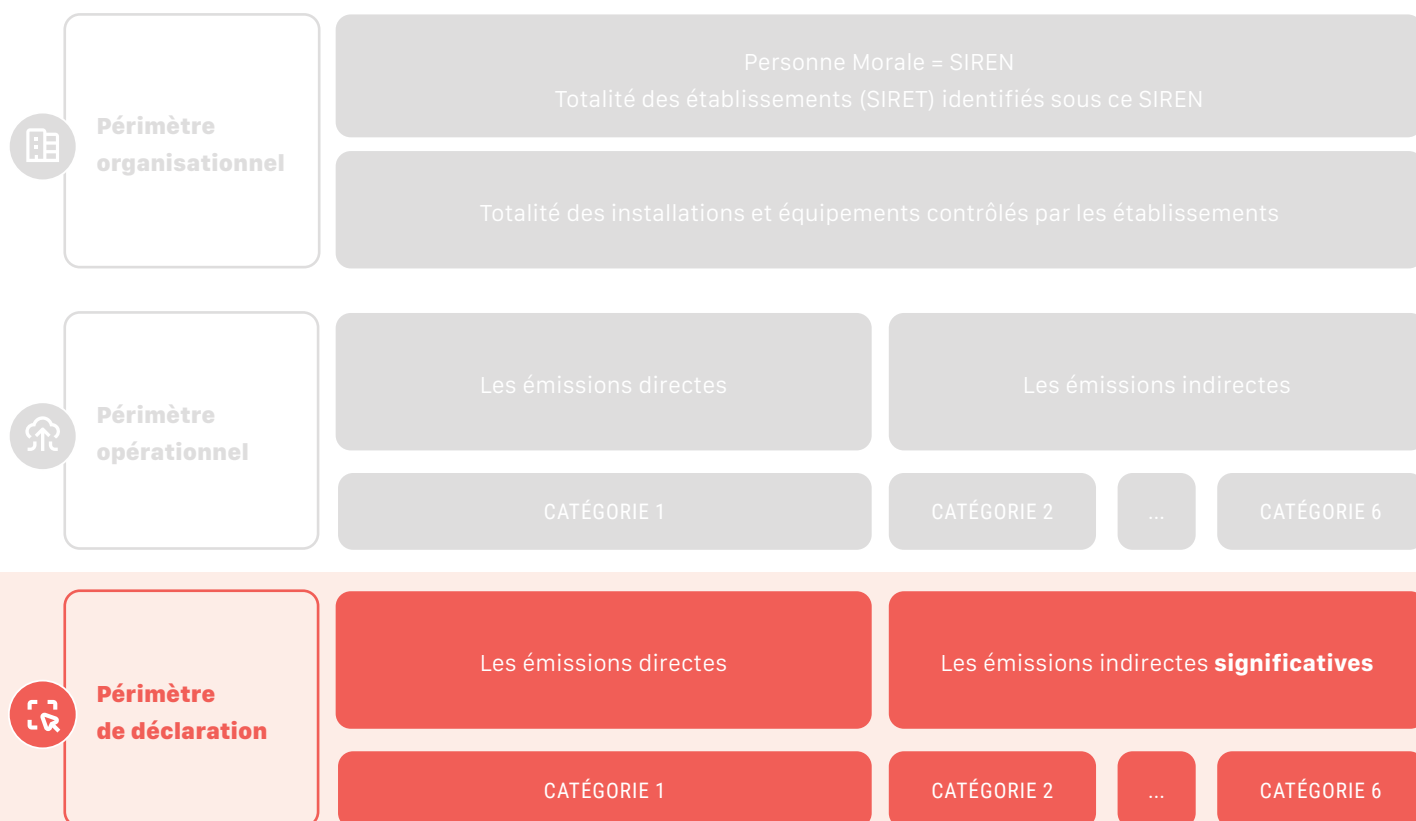 Périmètre
organisationnel
Personne Morale = SIREN
Totalité des établissements (SIRET) identifiés sous ce SIREN
Totalité des installations et équipements contrôlés par les établissements
Périmètre
opérationnel
Les émissions directes
Les émissions indirectes
CATÉGORIE 1
CATÉGORIE 2
...
CATÉGORIE 6
Périmètre
de déclaration
Les émissions directes
Les émissions indirectes significatives
CATÉGORIE 1
CATÉGORIE 2
...
CATÉGORIE 6